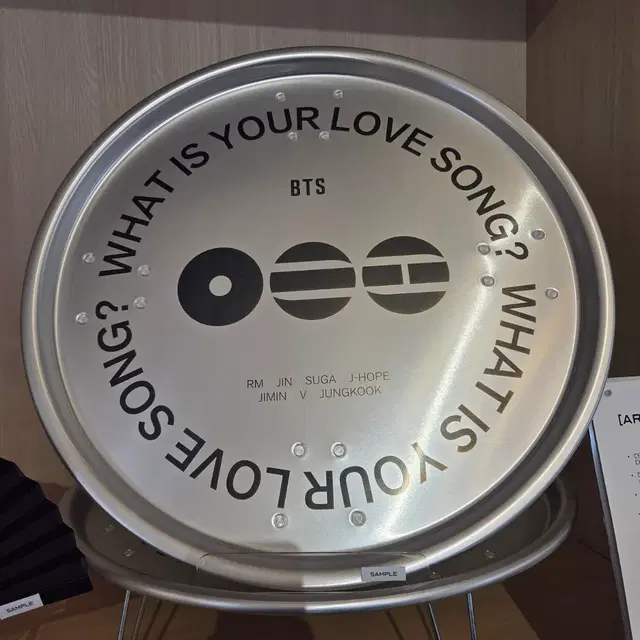 WHAT IS YOUR LOVE SONG?
WHAT IS YOUR LOVE SONG?
BTS
RM JIN SUGA J-HOPE
JIMIN V JUNGKOOK
SAMPLE
SAMPLE
[AR